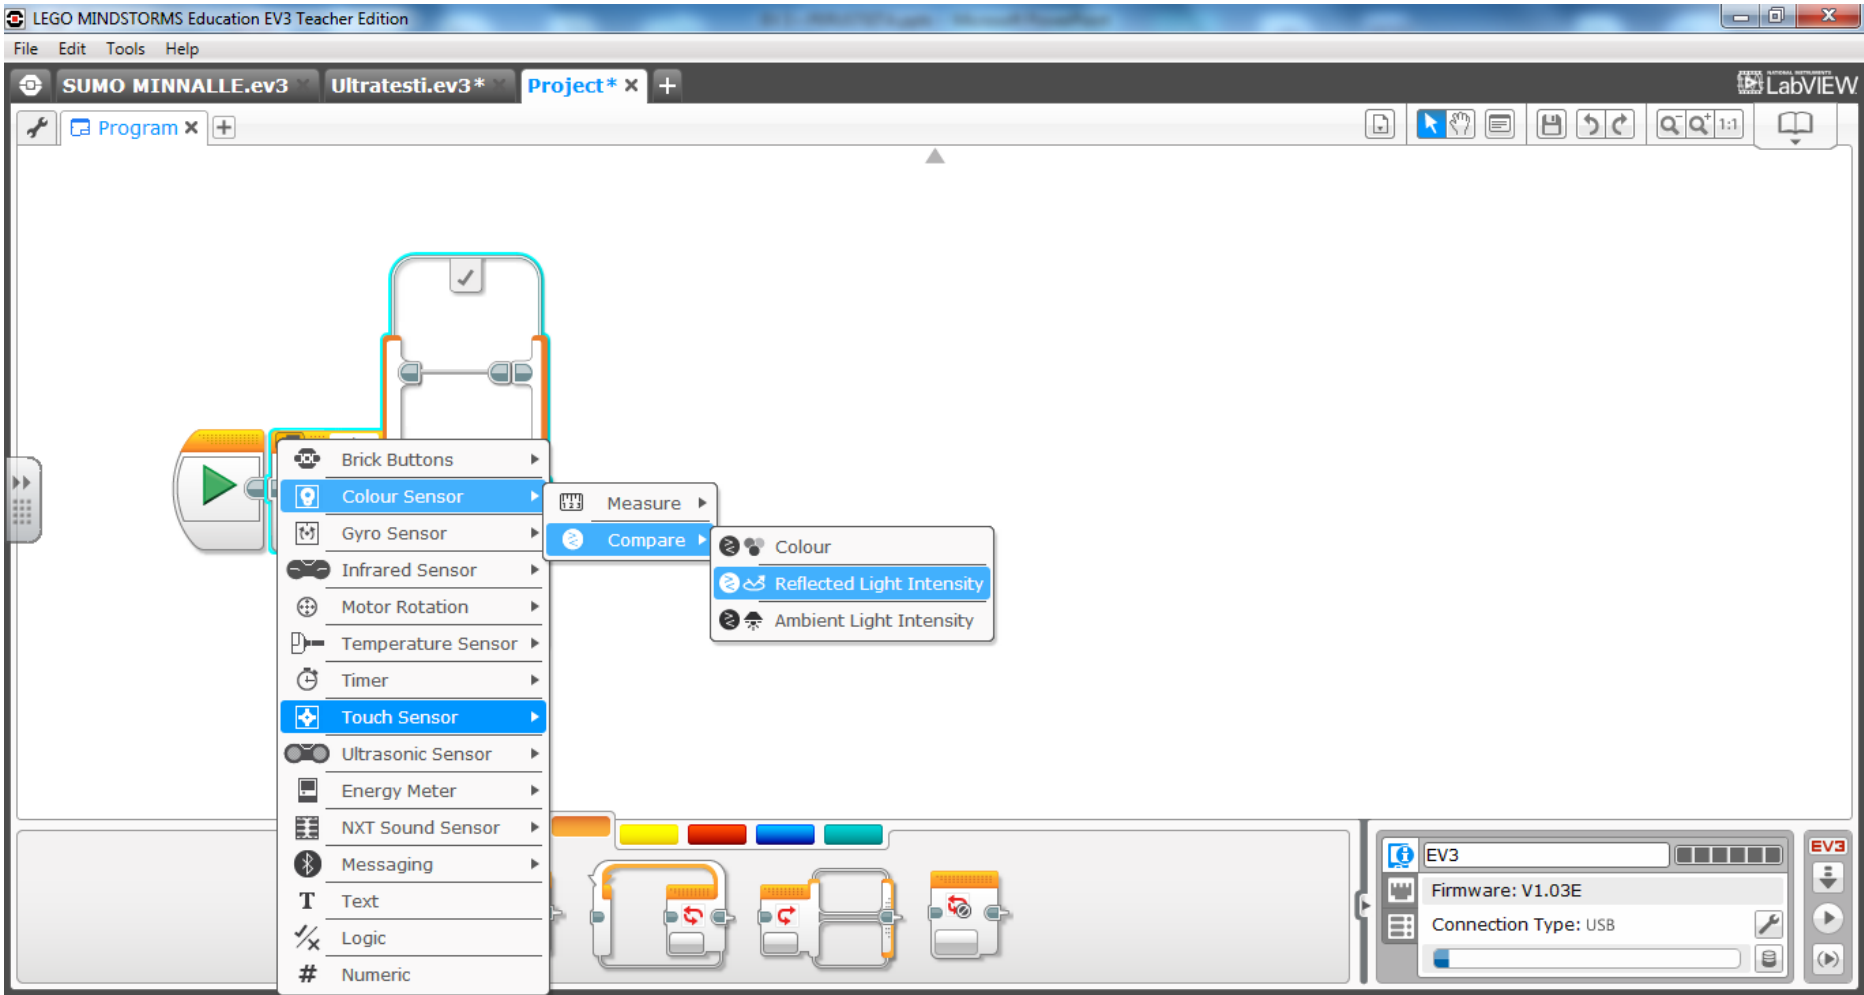 LEGO MINDSTORMS Education EV3 Teacher Edition
File Edit Tools Help
SUMO MINNALLE.ev3 Ultratesti.ev3* Project* +
NATIONAL INSTRUMENTS
LabVIEW
Program
1:1
Brick Buttons
Colour Sensor
Measure
Gyro Sensor
Compare
Colour
Infrared Sensor
Reflected Light Intensity
Motor Rotation
Ambient Light Intensity
Temperature Sensor
Timer
Touch Sensor
Ultrasonic Sensor
Energy Meter
NXT Sound Sensor
Messaging
T Text
Logic
# Numeric
EV3
EV3
Firmware: V1.03E
Connection Type: USB